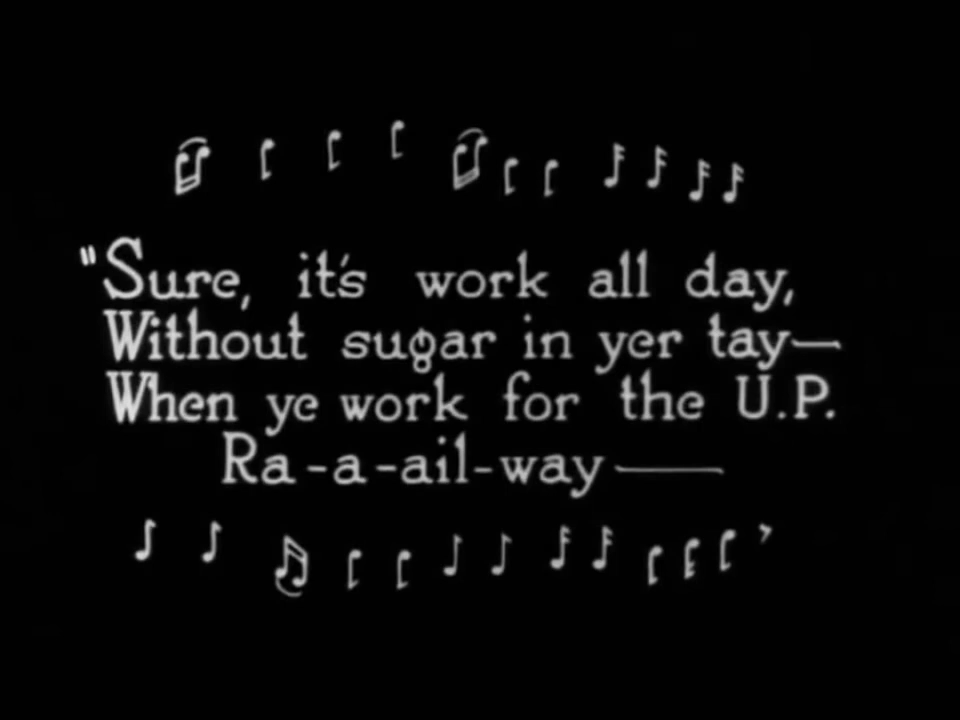 "Sure, it's work all day,
Without sugar in yer tay—
When ye work for the U.P.
Ra-a-ail-way——